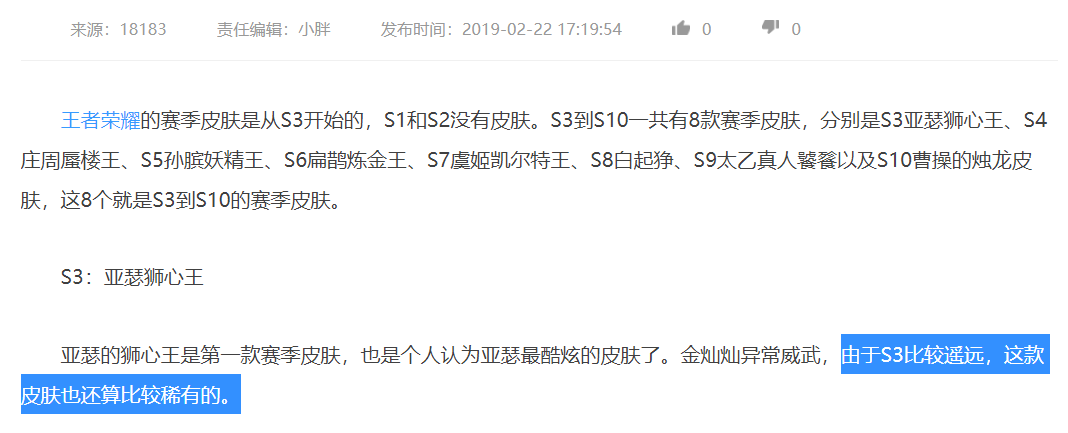 来源：18183 责任编辑：小胖 发布时间：2019-02-22 17:19:54 0 0
王者荣耀的赛季皮肤是从S3开始的，S1和S2没有皮肤。S3到S10一共有8款赛季皮肤，分别是S3亚瑟狮心王、S4
庄周蜃楼王、S5孙膑妖精王、S6扁鹊炼金王、S7虞姬凯尔特王、S8白起狰、S9太乙真人饕餮以及S10曹操的烛龙皮
肤，这8个就是S3到S10的赛季皮肤。
S3：亚瑟狮心王
亚瑟的狮心王是第一款赛季皮肤，也是个人认为亚瑟最酷炫的皮肤了。金灿灿异常威武，由于S3比较遥远，这款
皮肤也还算比较稀有的。